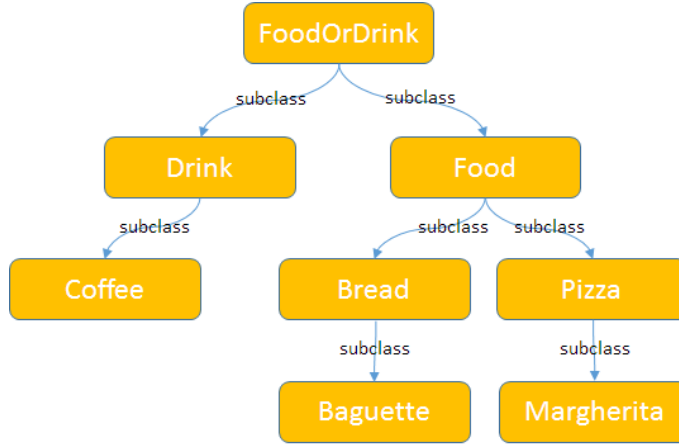 FoodOrDrink
subclass
subclass
Drink
Food
subclass
subclass
subclass
Coffee
Bread
Pizza
subclass
subclass
Baguette
Margherita